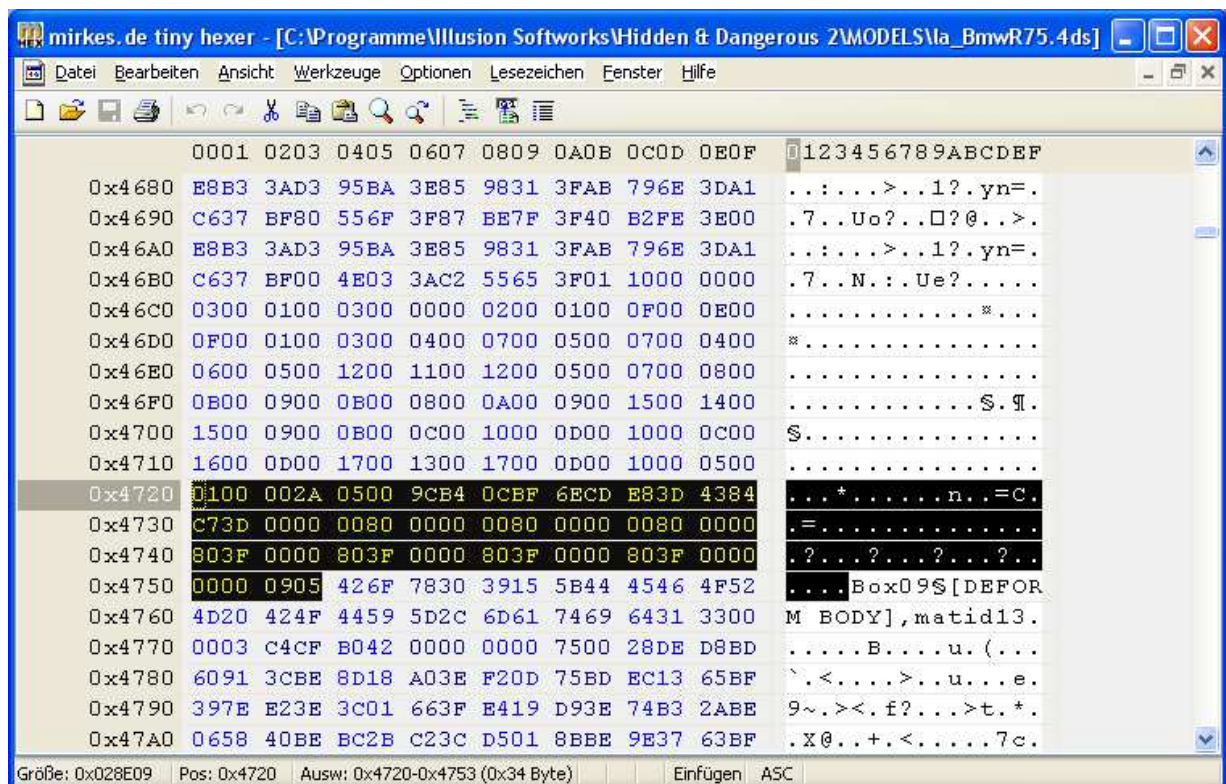 mirkes.de tiny hexer - [C:\Programme\Illusion Softworks\Hidden & Dangerous 2\MODELS\la_BmwR75.4ds]
Datei Bearbeiten Ansicht Werkzeuge Optionen Lesezeichen Fenster Hilfe
0001 0203 0405 0607 0809 0A0B 0C0D 0E0F 0123456789ABCDEF
0x4680 E8B3 3AD3 95BA 3E85 9831 3FAB 796E 3DA1 ..:...>..1?.yn=.
0x4690 C637 BF80 556F 3F87 BE7F 3F40 B2FE 3E00 .7..Uo?..□?@..>.
0x46A0 E8B3 3AD3 95BA 3E85 9831 3FAB 796E 3DA1 ..:...>..1?.yn=.
0x46B0 C637 BF00 4E03 3AC2 5565 3F01 1000 0000 .7..N.:.Ue?.....
0x46C0 0300 0100 0300 0000 0200 0100 0F00 0E00 ............¤...
0x46D0 0F00 0100 0300 0400 0700 0500 0700 0400 ¤...............
0x46E0 0600 0500 1200 1100 1200 0500 0700 0800 ................
0x46F0 0B00 0900 0B00 0800 0A00 0900 1500 1400 ............§.¶.
0x4700 1500 0900 0B00 0C00 1000 0D00 1000 0C00 §...............
0x4710 1600 0D00 1700 1300 1700 0D00 1000 0500 ................
0x4720 0100 002A 0500 9CB4 0CBF 6ECD E83D 4384 ...*......n..=C.
0x4730 C73D 0000 0080 0000 0080 0000 0080 0000 .=..............
0x4740 803F 0000 803F 0000 803F 0000 803F 0000 .?...?...?...?..
0x4750 0000 0905 426F 7830 3915 5B44 4546 4F52 ....Box09§[DEFOR
0x4760 4D20 424F 4459 5D2C 6D61 7469 6431 3300 M BODY],matid13.
0x4770 0003 C4CF B042 0000 0000 7500 28DE D8BD .....B....u.(...
0x4780 6091 3CBE 8D18 A03E F20D 75BD EC13 65BF `.<....>..u...e.
0x4790 397E E23E 3C01 663F E419 D93E 74B3 2ABE 9~.><.f?...>t.*.
0x47A0 0658 40BE BC2B C23C D501 8BBE 9E37 63BF .X@..+.<.....7c.
Größe: 0x028E09 Pos: 0x4720 Ausw: 0x4720-0x4753 (0x34 Byte) Einfügen ASC